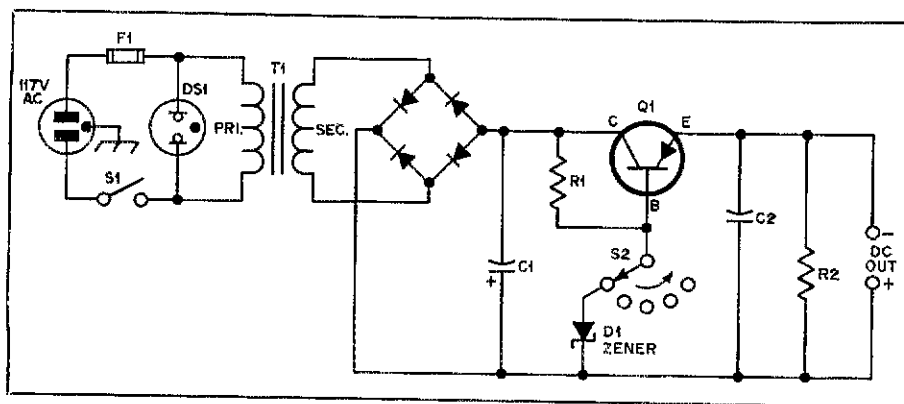 F1
117V
AC
DS1
T1
PRI.
SEC.
S1
C
Q1
E
R1
B
S2
C1
+
D1
ZENER
C2
R2
-
DC
OUT
+